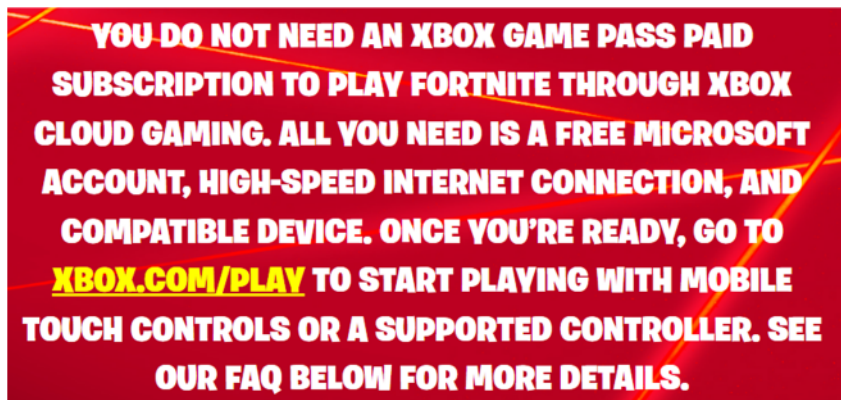 YOU DO NOT NEED AN XBOX GAME PASS PAID
SUBSCRIPTION TO PLAY FORTNITE THROUGH XBOX
CLOUD GAMING. ALL YOU NEED IS A FREE MICROSOFT
ACCOUNT, HIGH-SPEED INTERNET CONNECTION, AND
COMPATIBLE DEVICE. ONCE YOU'RE READY, GO TO
XBOX.COM/PLAY TO START PLAYING WITH MOBILE
TOUCH CONTROLS OR A SUPPORTED CONTROLLER. SEE
OUR FAQ BELOW FOR MORE DETAILS.